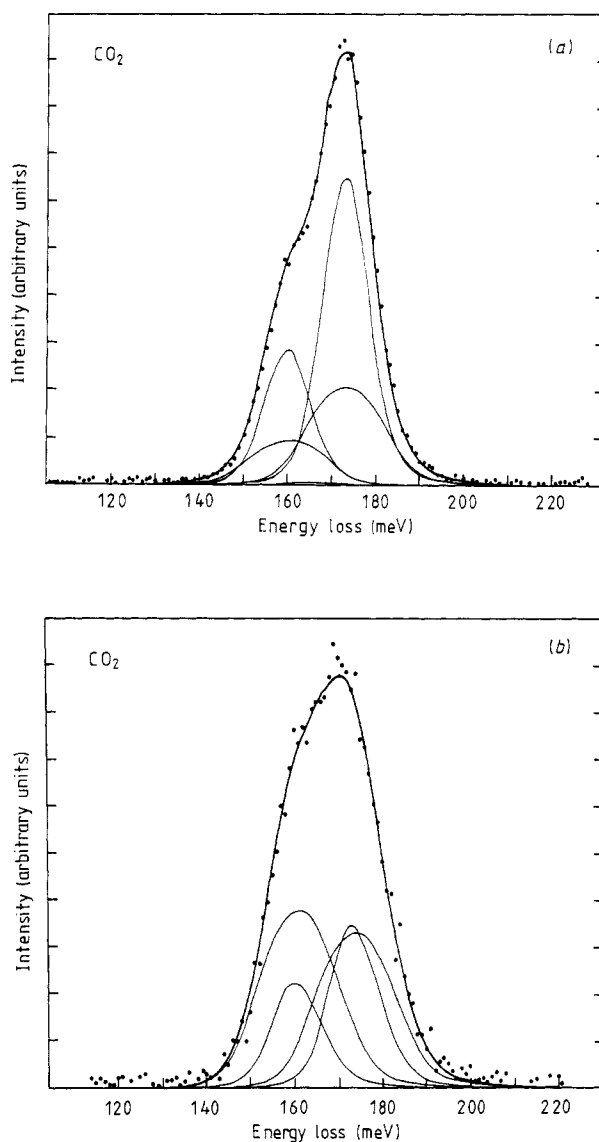 CO₂
(a)
Intensity (arbitrary units)
120 140 160 180 200 220
Energy loss (meV)
CO₂
(b)
Intensity (arbitrary units)
120 140 160 180 200 220
Energy loss (meV)